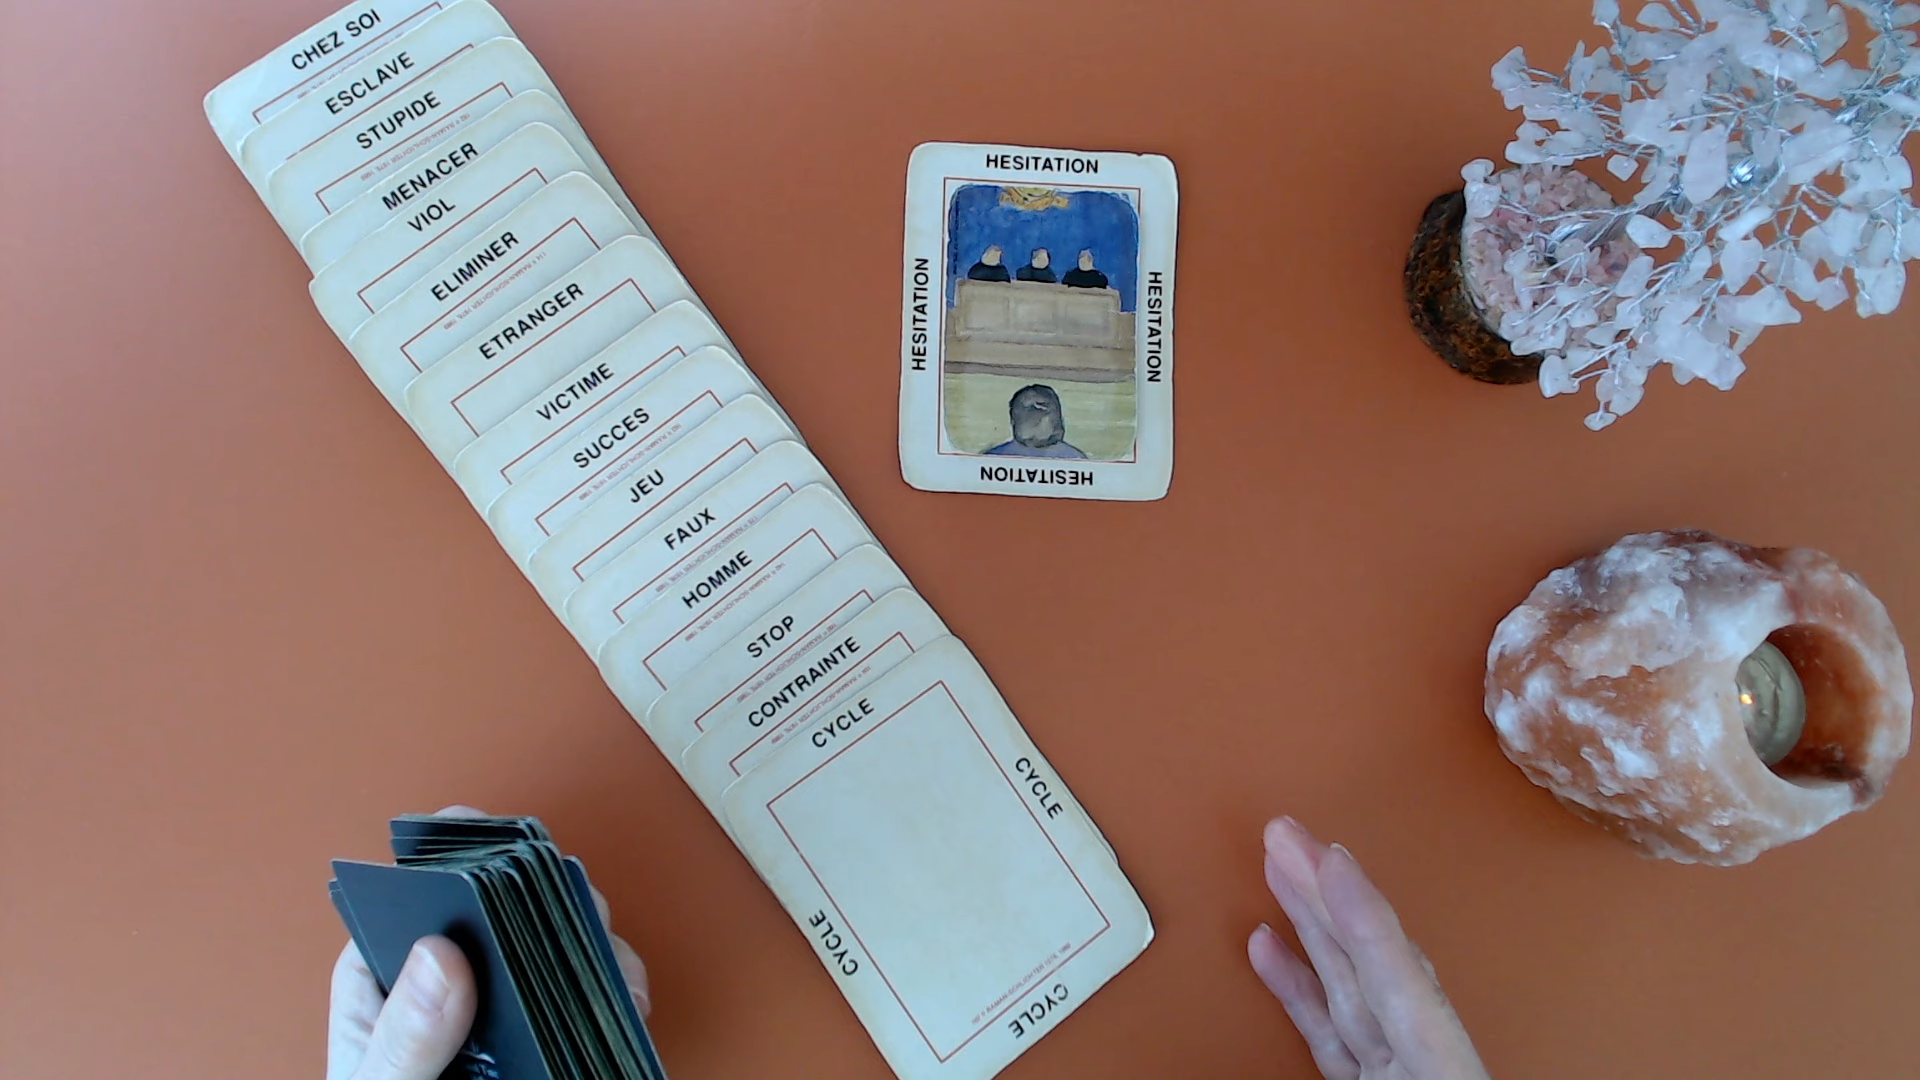 CHEZ SOI
ESCLAVE
STUPIDE
MENACER
VIOL
ELIMINER
ETRANGER
VICTIME
SUCCES
JEU
FAUX
HOMME
STOP
CONTRAINTE
CYCLE
CYCLE
CYCLE
CYCLE
HESITATION
HESITATION
HESITATION
HESITATION